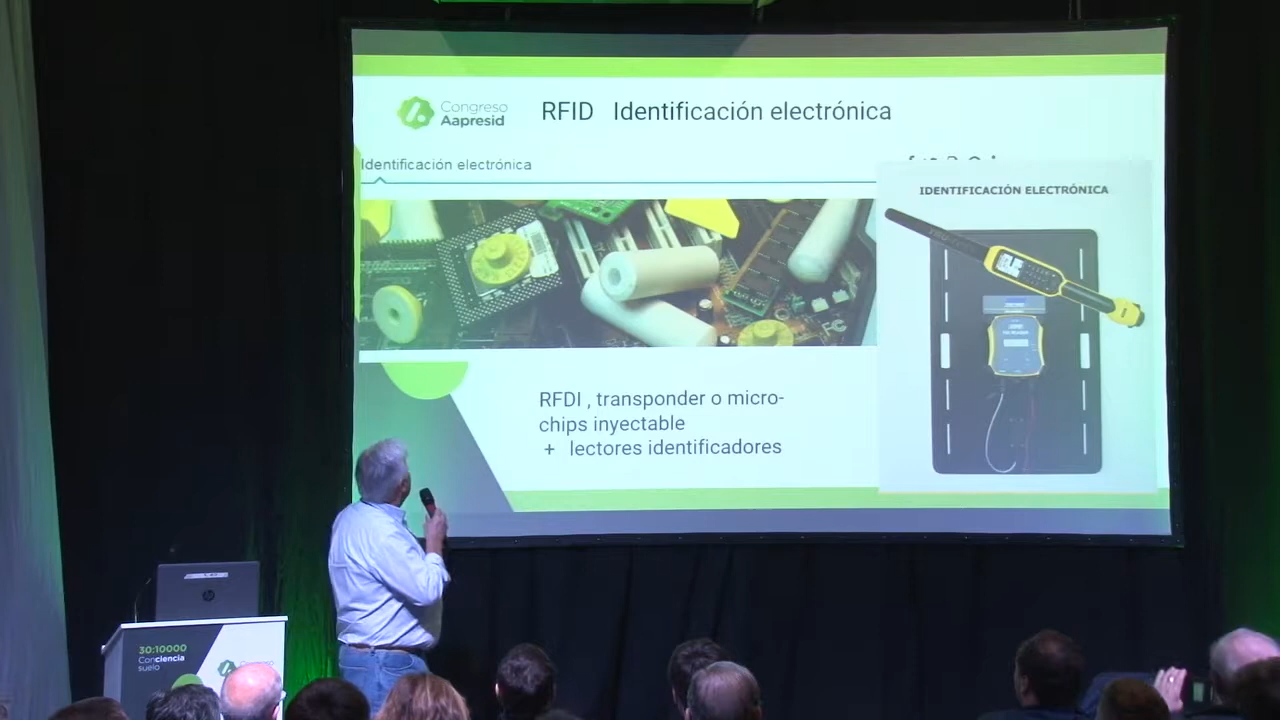 Congreso
Aapresid
RFID Identificación electrónica
Identificación electrónica
IDENTIFICACIÓN ELECTRÓNICA
RFDI , transponder o micro-
chips inyectable
+ lectores identificadores
30:10000
Conciencia
suelo